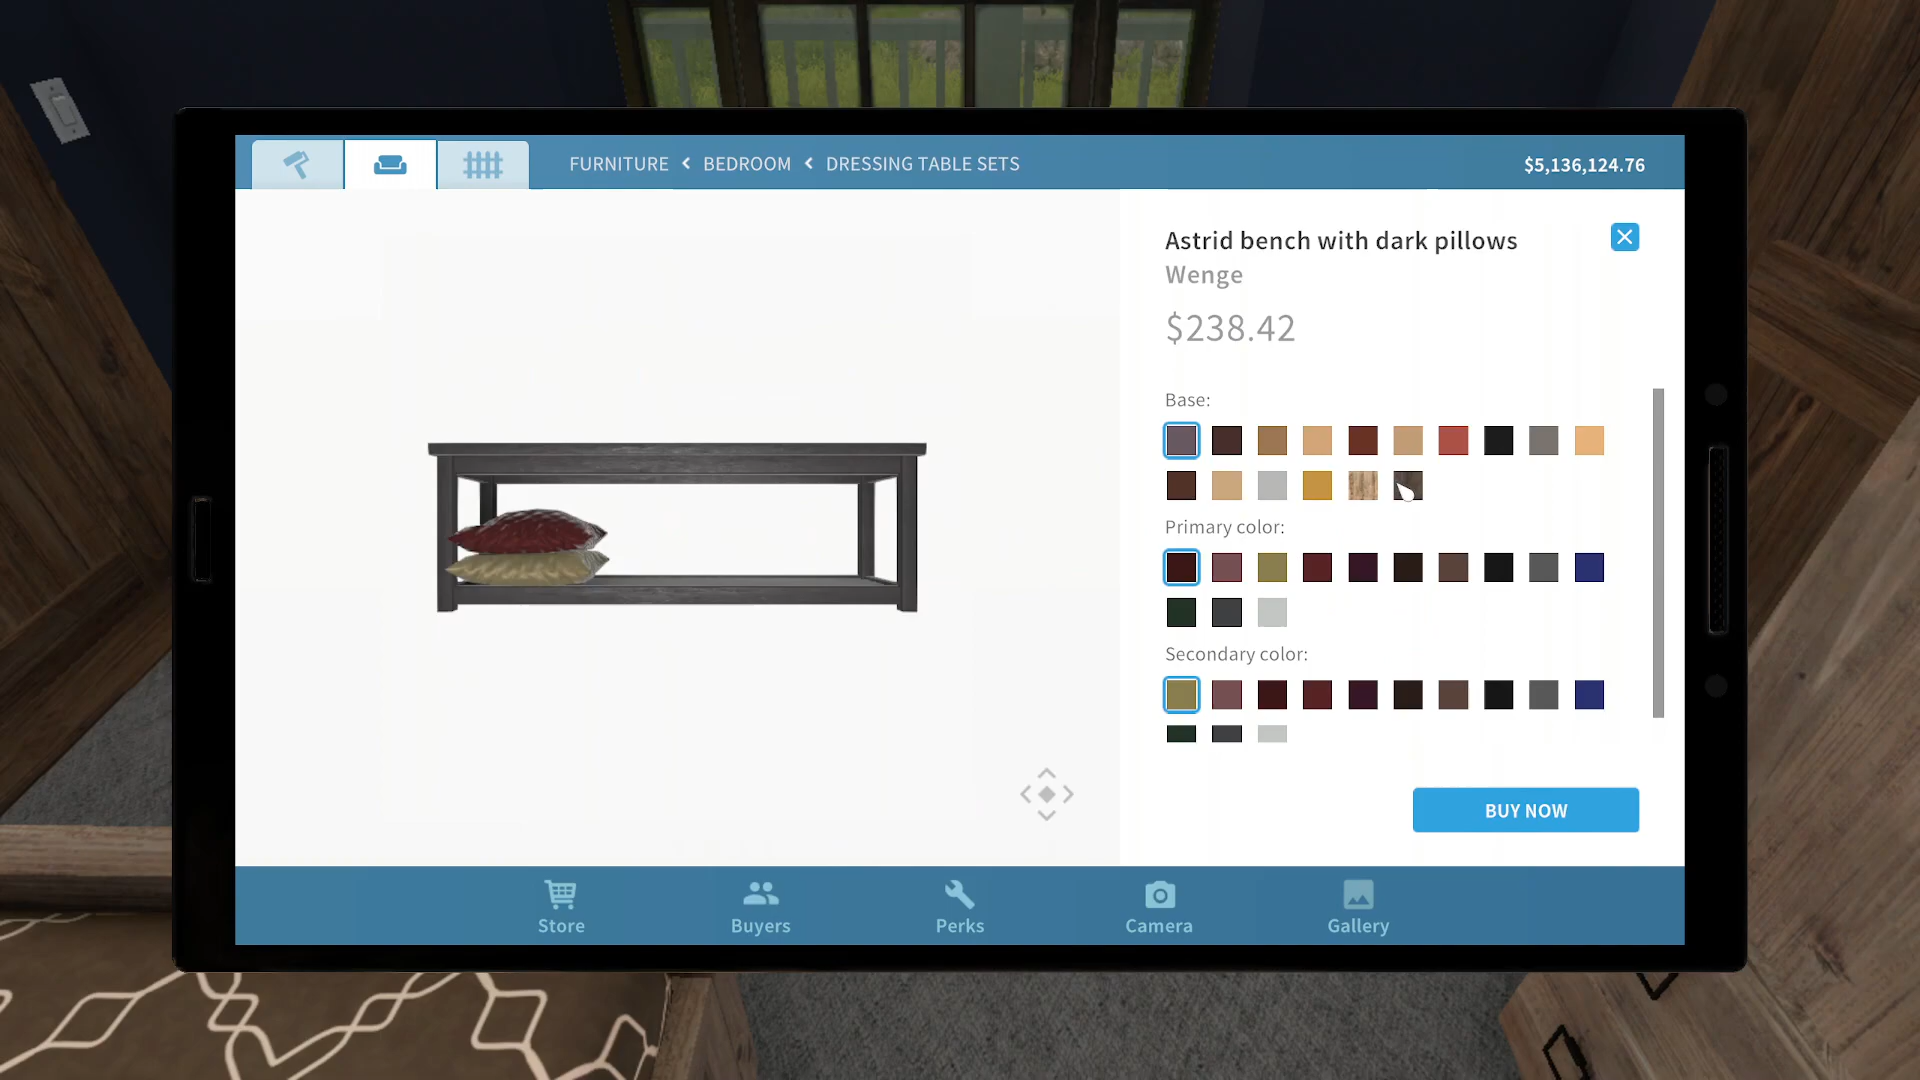 FURNITURE < BEDROOM < DRESSING TABLE SETS
$5,136,124.76
Astrid bench with dark pillows
Wenge
$238.42
Base:
Primary color:
Secondary color:
BUY NOW
Store
Buyers
Perks
Camera
Gallery